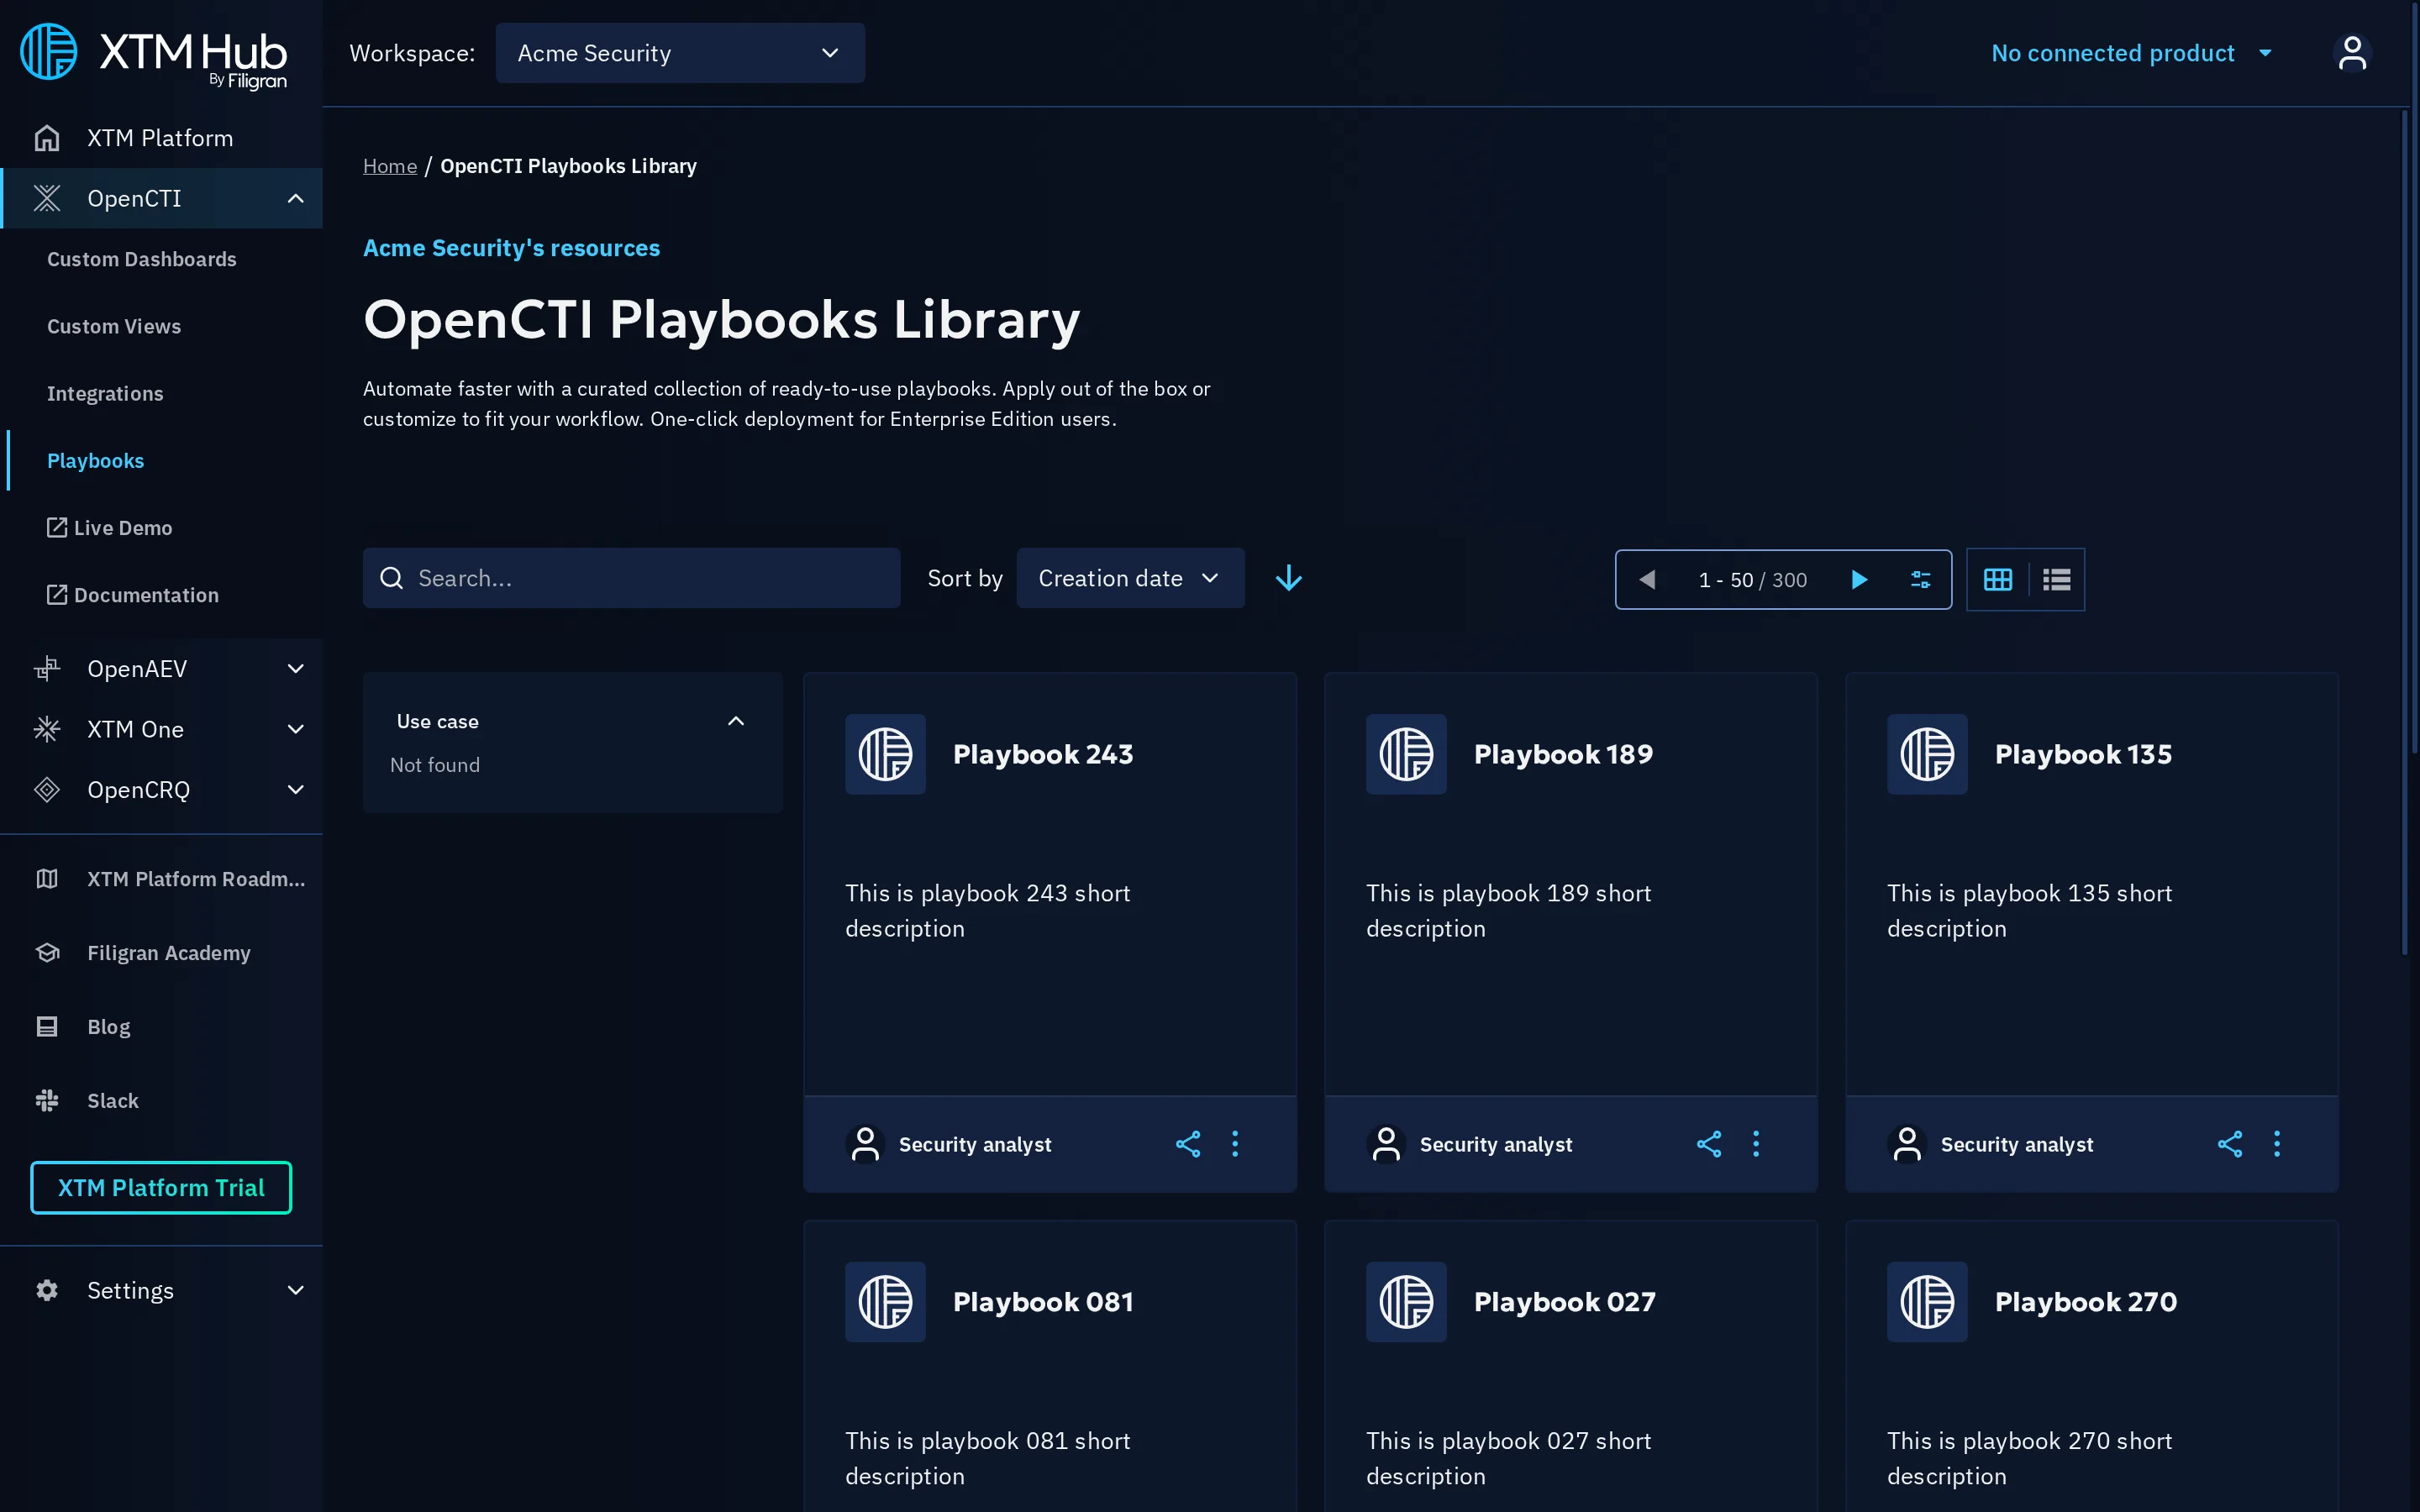 XTM Hub
By Filigran
Workspace:
Acme Security
No connected product
XTM Platform
OpenCTI
Custom Dashboards
Custom Views
Integrations
Playbooks
Live Demo
Documentation
OpenAEV
XTM One
OpenCRQ
XTM Platform Roadm...
Filigran Academy
Blog
Slack
XTM Platform Trial
Settings
Home / OpenCTI Playbooks Library
Acme Security's resources
OpenCTI Playbooks Library
Automate faster with a curated collection of ready-to-use playbooks. Apply out of the box or
customize to fit your workflow. One-click deployment for Enterprise Edition users.
Search...
Sort by
Creation date
1 - 50 / 300
Use case
Not found
Playbook 243
This is playbook 243 short
description
Security analyst
Playbook 189
This is playbook 189 short
description
Security analyst
Playbook 135
This is playbook 135 short
description
Security analyst
Playbook 081
This is playbook 081 short
description
Playbook 027
This is playbook 027 short
description
Playbook 270
This is playbook 270 short
description